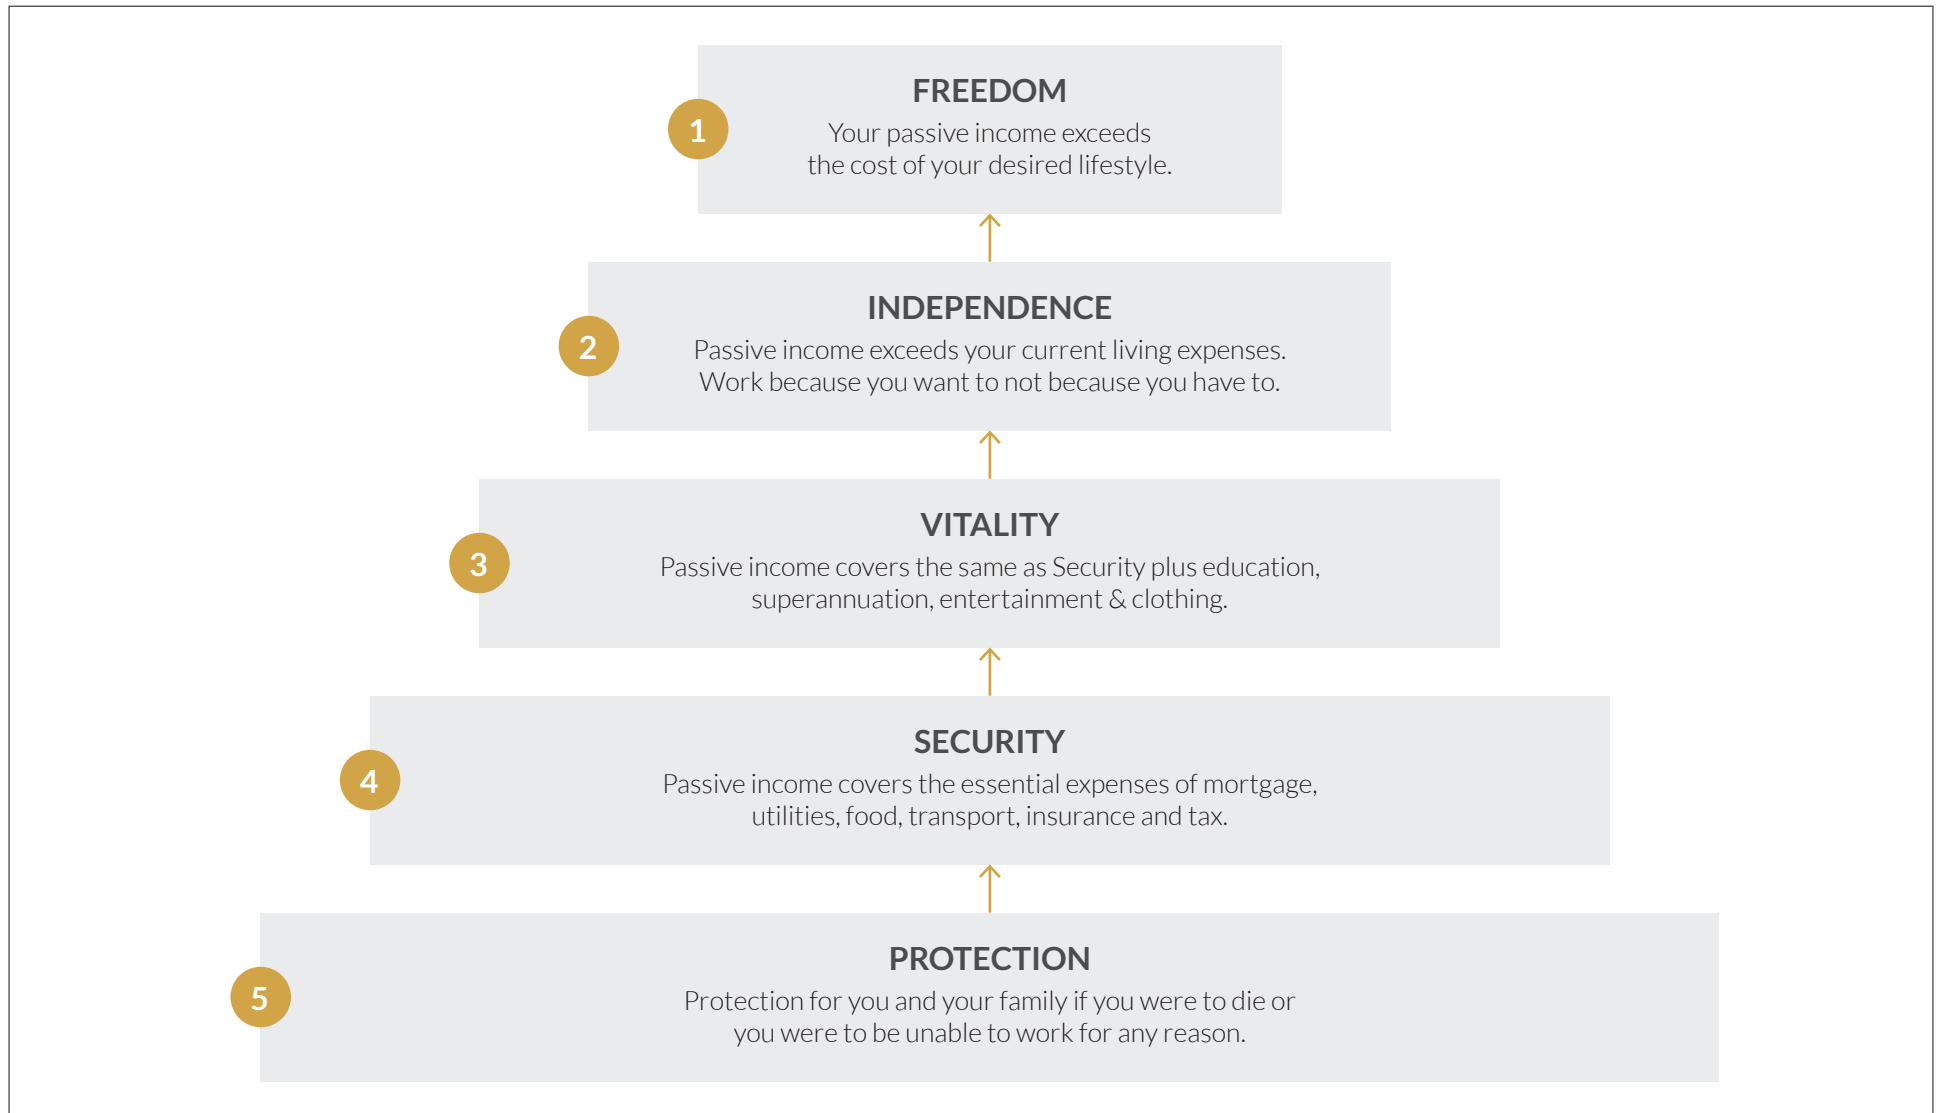 1
FREEDOM
Your passive income exceeds
the cost of your desired lifestyle.
2
INDEPENDENCE
Passive income exceeds your current living expenses.
Work because you want to not because you have to.
3
VITALITY
Passive income covers the same as Security plus education,
superannuation, entertainment & clothing.
4
SECURITY
Passive income covers the essential expenses of mortgage,
utilities, food, transport, insurance and tax.
5
PROTECTION
Protection for you and your family if you were to die or
you were to be unable to work for any reason.